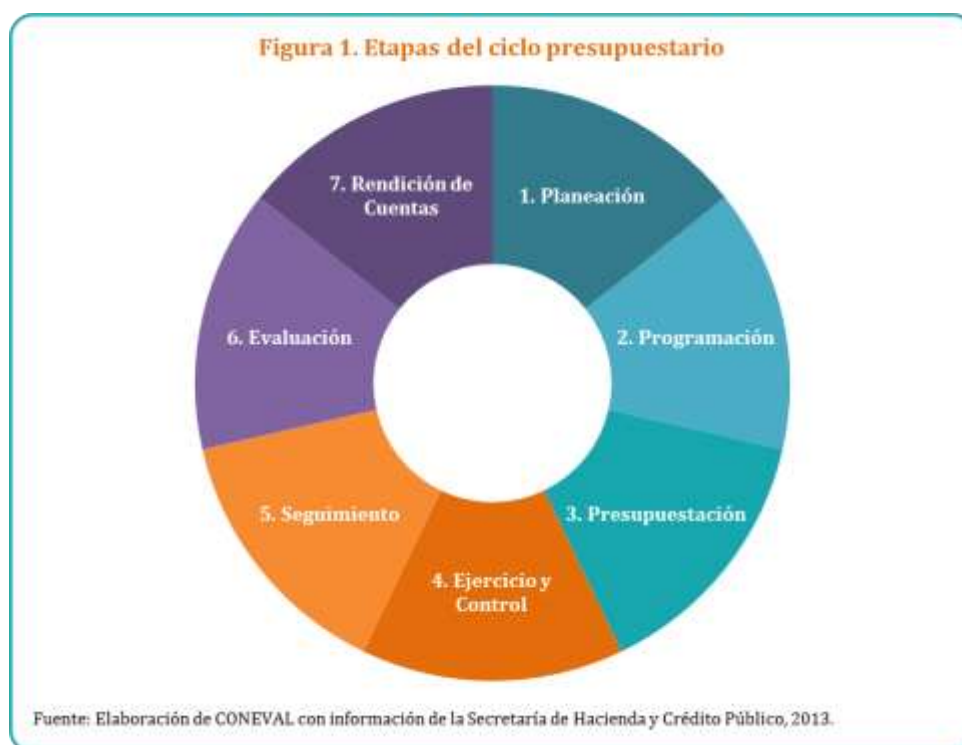 Figura 1. Etapas del ciclo presupuestario
7. Rendición de
Cuentas
1. Planeación
6. Evaluación
2. Programación
5. Seguimiento
3. Presupuestación
4. Ejercicio y
Control
Fuente: Elaboración de CONEVAL con información de la Secretaría de Hacienda y Crédito Público, 2013.